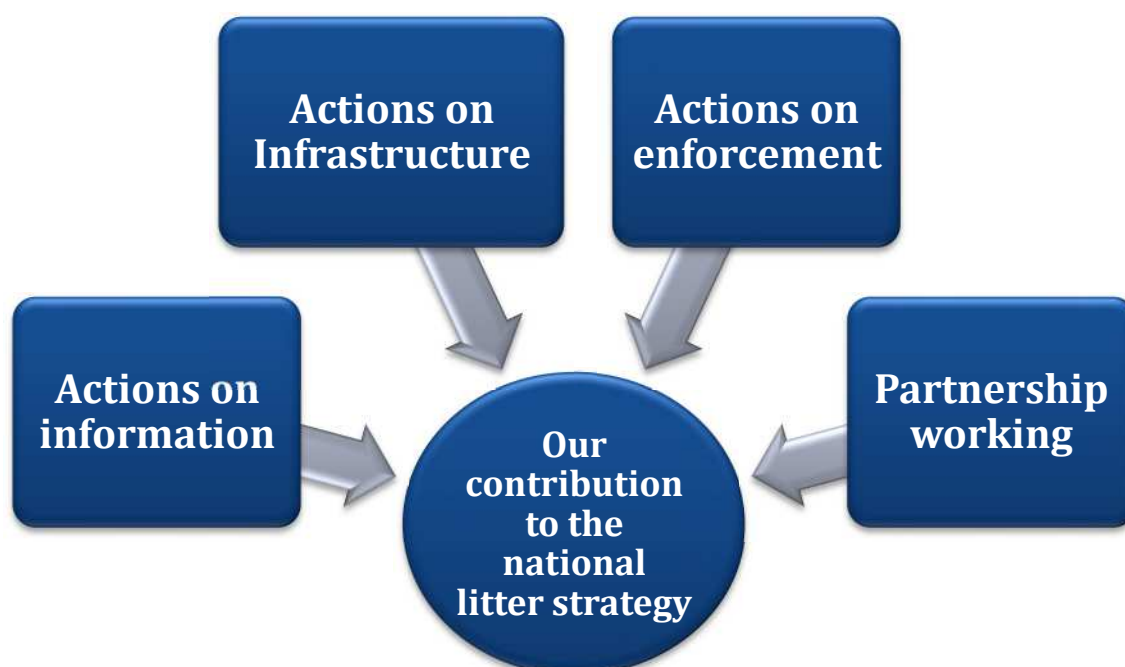 Actions on
Infrastructure
Actions on
enforcement
Actions on
information
Partnership
working
Our
contribution
to the
national
litter strategy